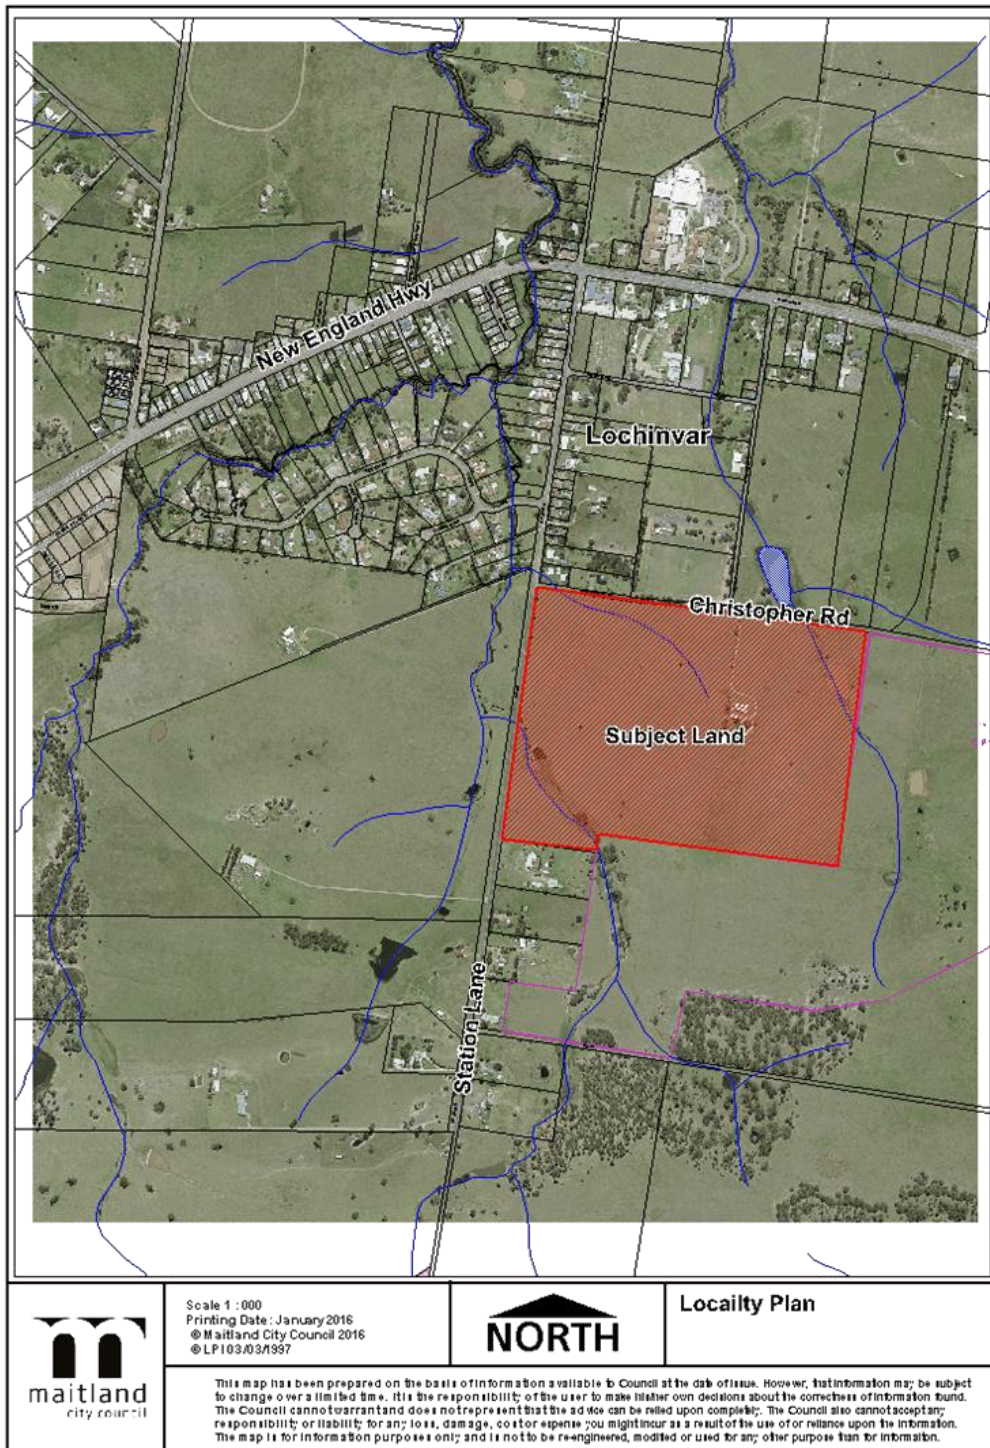 New England Hwy
Lochinvar
Christopher Rd
Subject Land
Station Lane
maitland
city council
Scale 1 :000
Printing Date: January 2016
© Maitland City Council 2016
© LPI 03/03/1997
NORTH
Locailty Plan
This map has been prepared on the basis of information available to Council at the date of issue. However, that information may be subject
to change over a limited time. It is the responsibility of the user to make his/her own decisions about the correctness of information found.
The Council cannot warrant and does not represent that the advice can be relied upon completely. The Council also cannot accept any
responsibility or liability for any loss, damage, cost or expense you might incur as a result of the use of or reliance upon the information.
The map is for information purposes only and is not to be re-engineered, modified or used for any other purpose than for information.